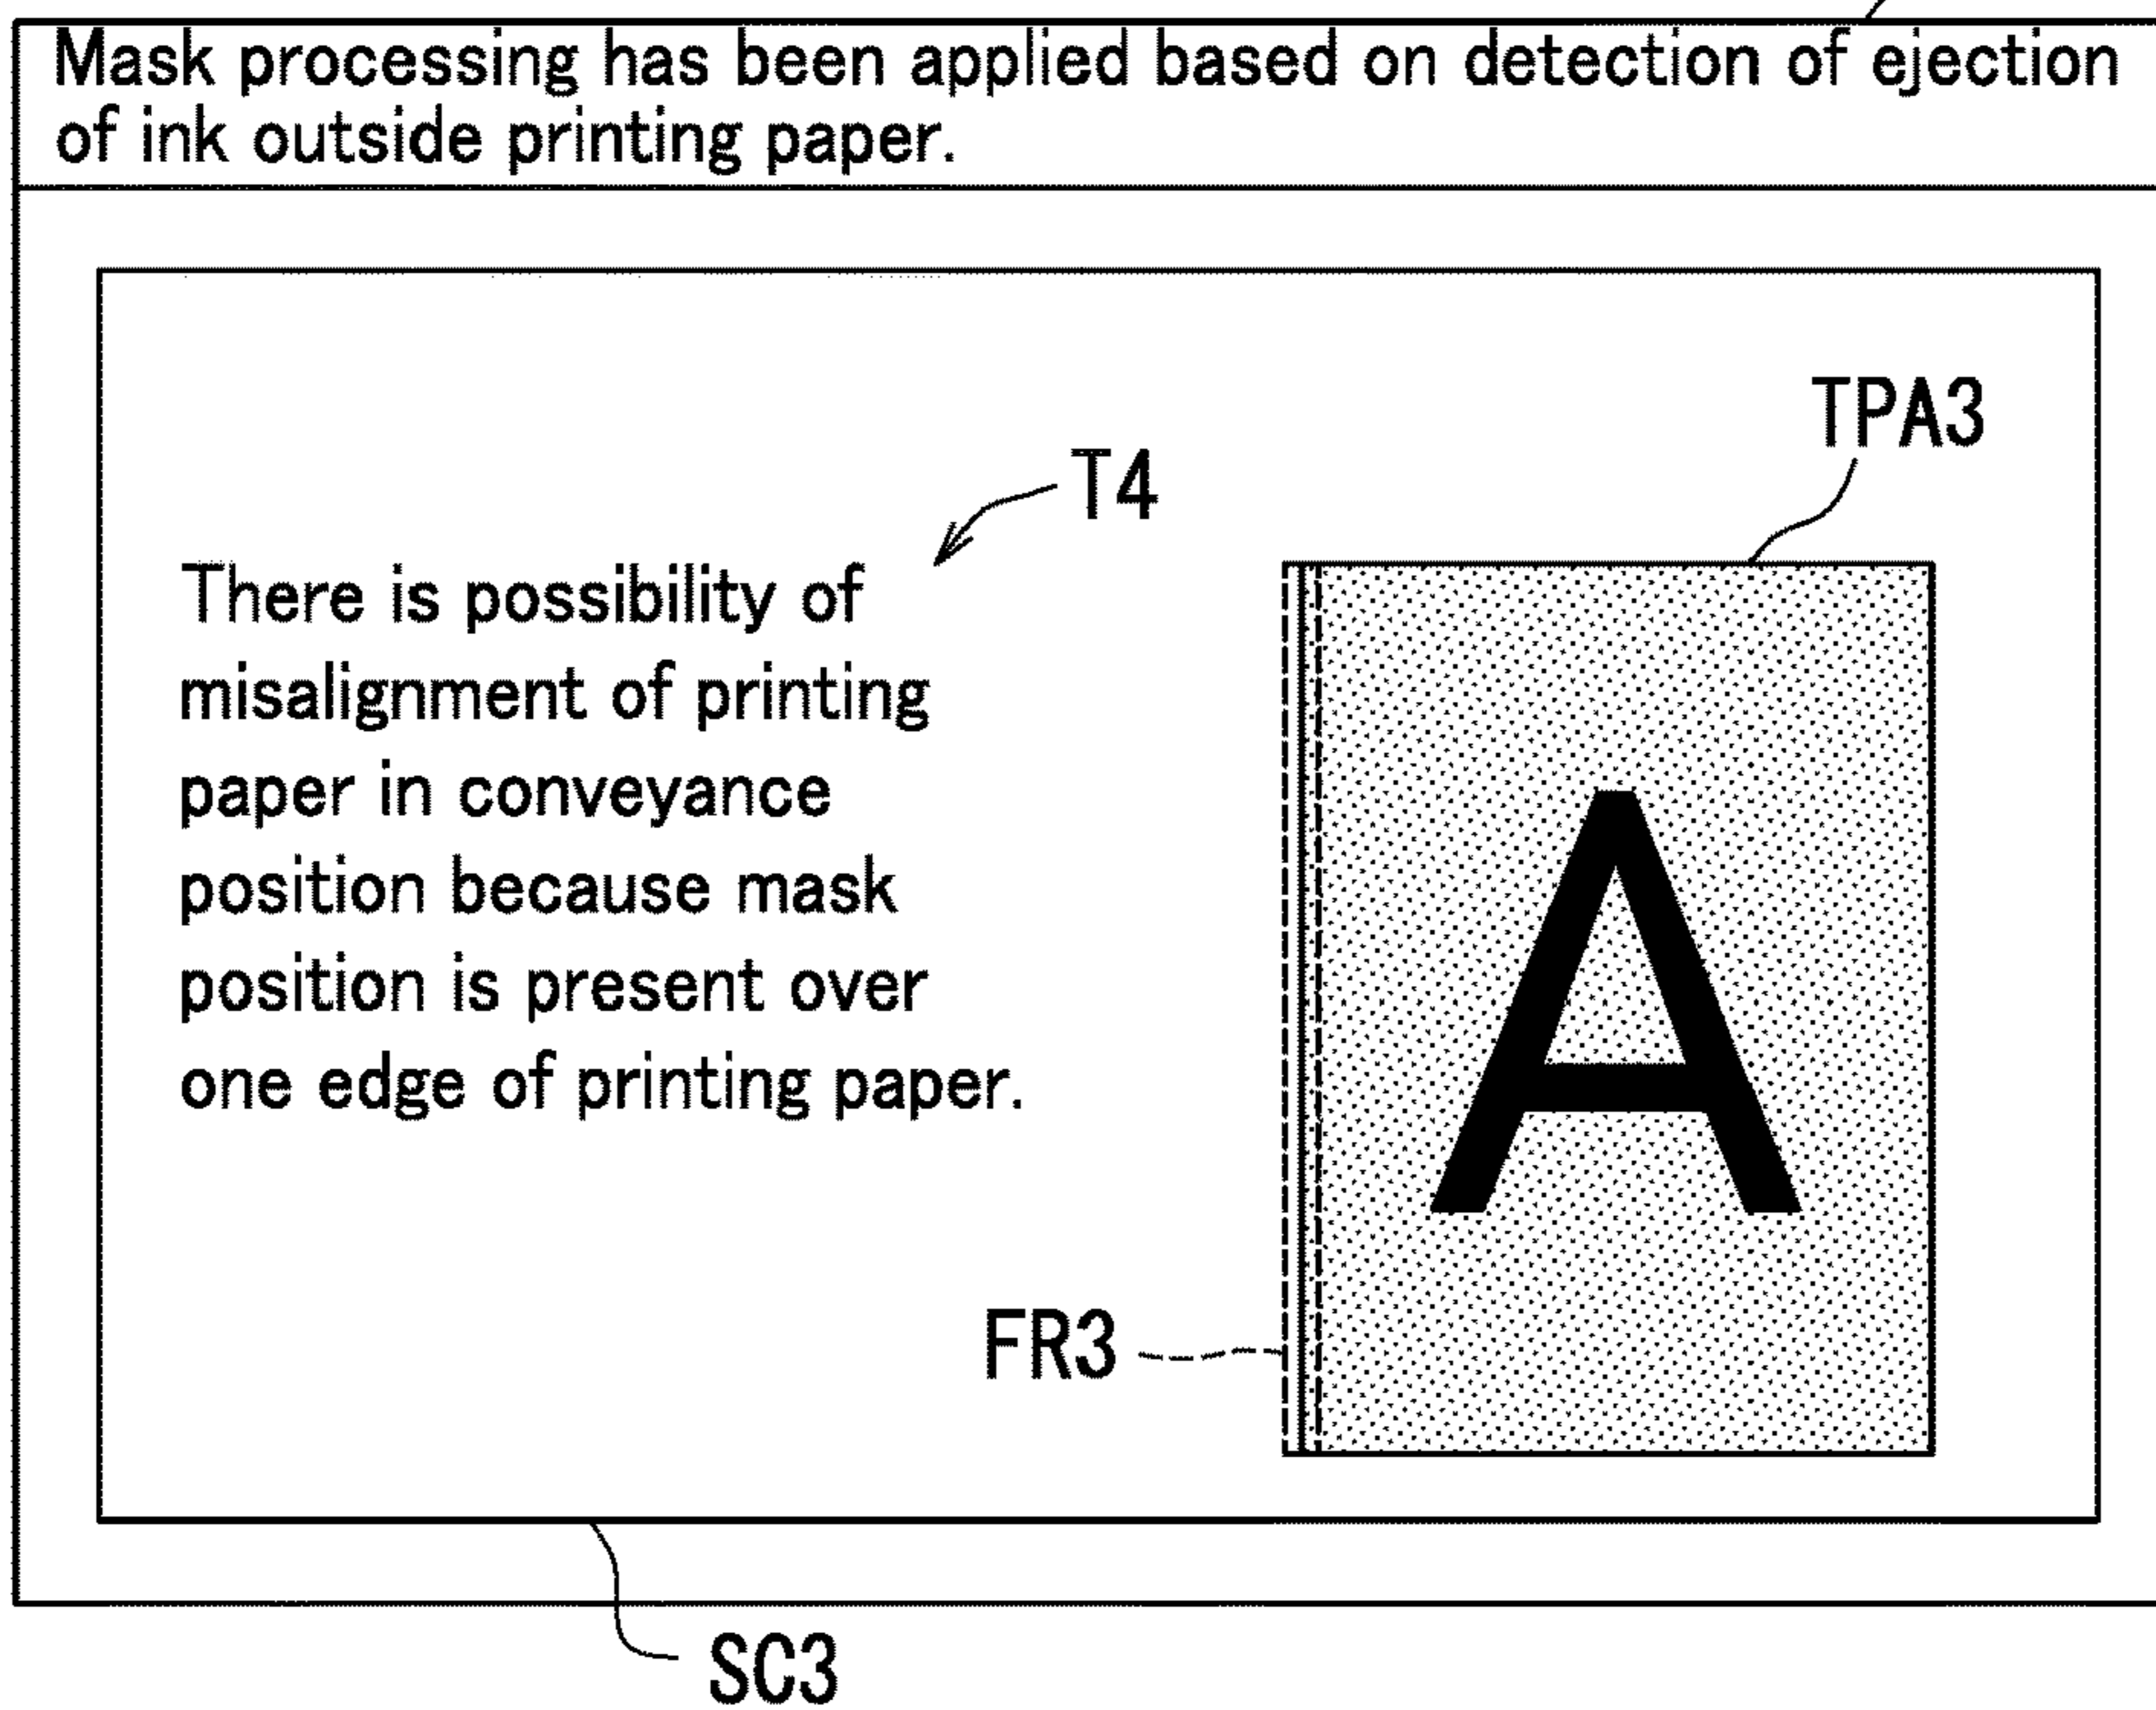 Mask processing has been applied based on detection of ejection
of ink outside printing paper.
TPA3
T4
There is possibility of
misalignment of printing
paper in conveyance
position because mask
position is present over
one edge of printing paper.
A
FR3
SC3